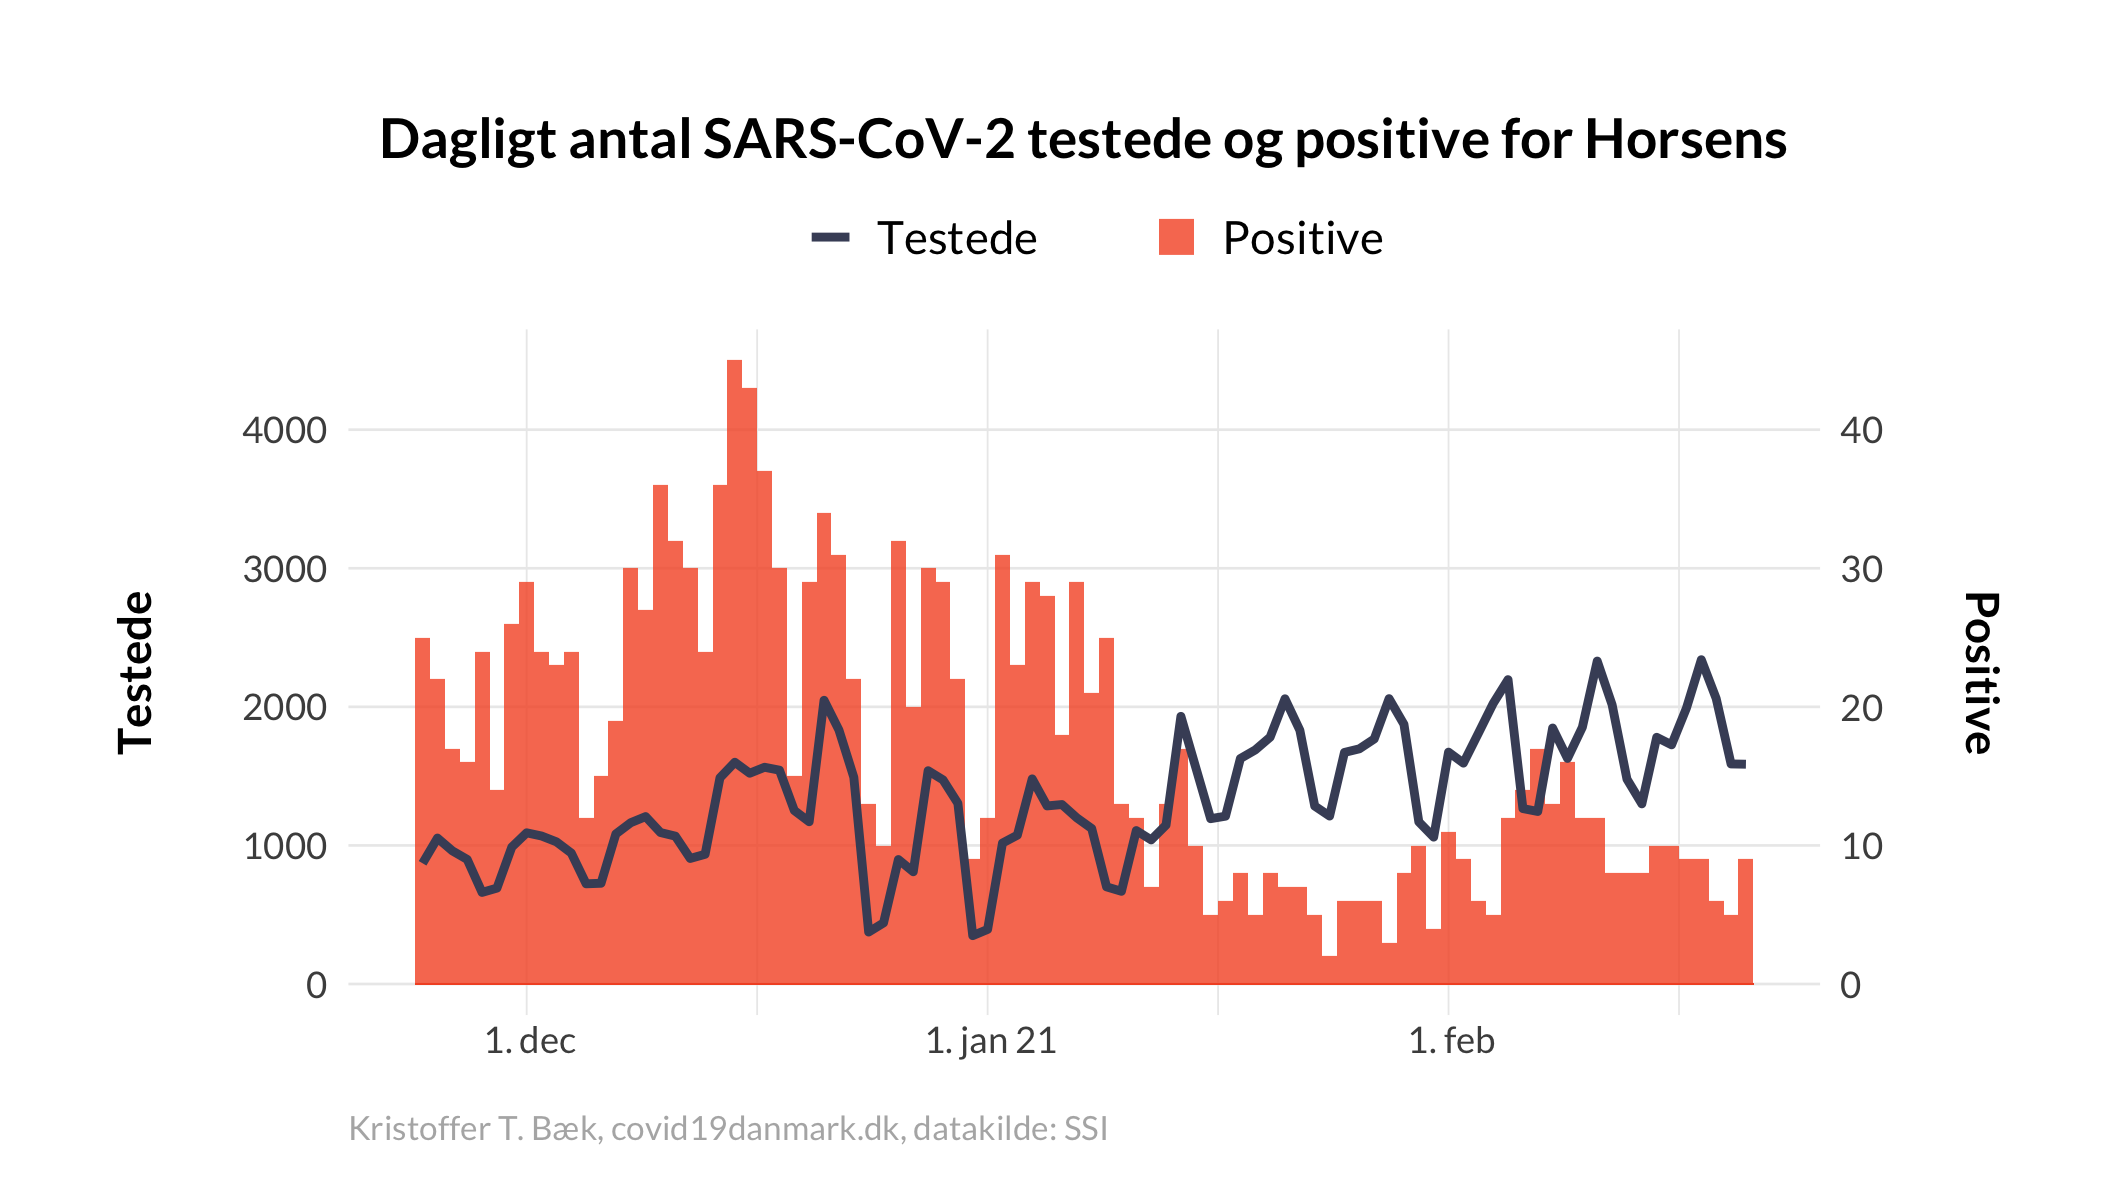 Dagligt antal SARS-CoV-2 testede og positive for Horsens
Testede
Positive
Testede
4000
3000
2000
1000
0
40
30
20
10
0
Positive
1. dec
1. jan 21
1. feb
Kristoffer T. Bæk, covid19danmark.dk, datakilde: SSI